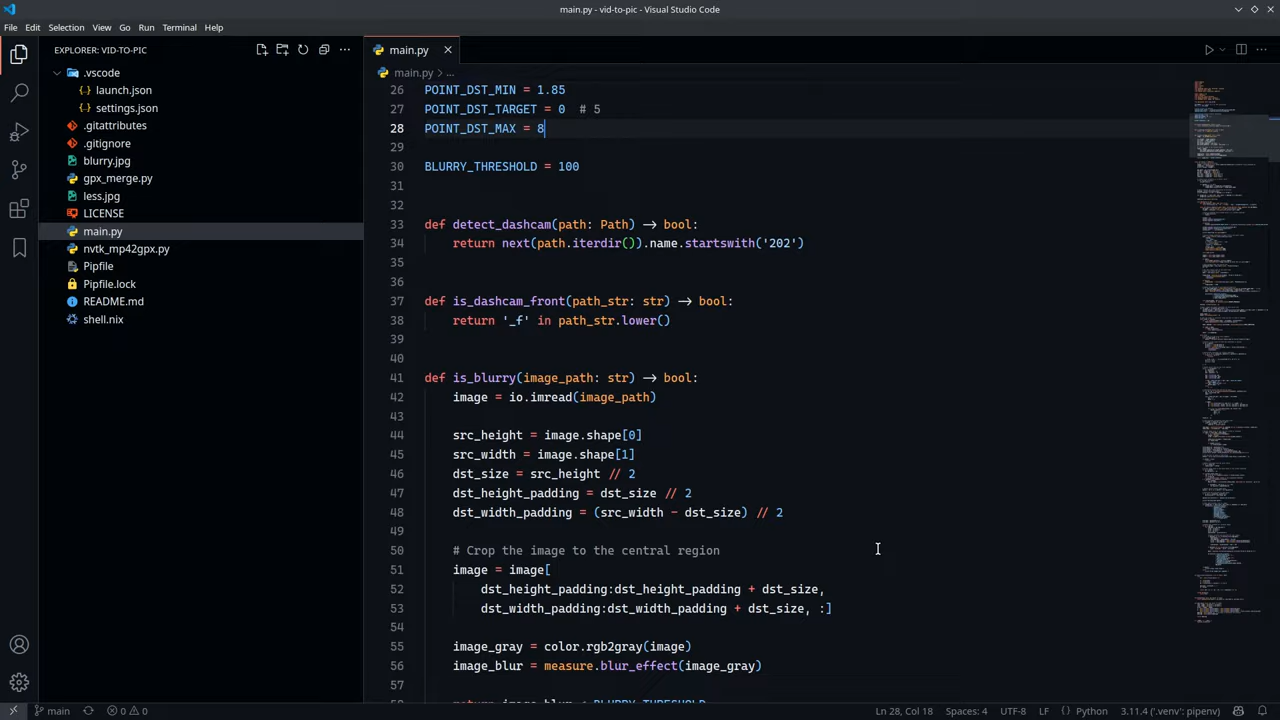 main.py - vid-to-pic - Visual Studio Code
File Edit Selection View Go Run Terminal Help
EXPLORER: VID-TO-PIC
.vscode
launch.json
settings.json
.gitattributes
.gitignore
blurry.jpg
gpx_merge.py
less.jpg
LICENSE
main.py
nvtk_mp42gpx.py
Pipfile
Pipfile.lock
README.md
shell.nix
main.py
main.py > ...
26 POINT_DST_MIN = 1.85
27 POINT_DST_TARGET = 0  # 5
28 POINT_DST_MAX = 8
29
30 BLURRY_THRESHOLD = 100
31
32
33 (path: Path) -> bool:
34 return (path.iterdir()).name.startswith('202')
35
36
37 def (path_str: str) -> bool:
38 return in path_str.lower()
39
40
41 def is_blurry(image_path: str) -> bool:
42 image = (image_path)
43
44 src_height = image.shape[0]
45 src_width = image.shape[1]
46 dst_size = src_height // 2
47 dst_height_padding = dst_size // 2
48 dst_width_padding = (src_width - dst_size) // 2
49
50 # Crop the image to the central region
51 image = image[
52 dst_height_padding:dst_height_padding + dst_size,
53 dst_width_padding:dst_width_padding + dst_size, :]
54
55 image_gray = color.rgb2gray(image)
56 image_blur = measure.blur_effect(image_gray)
57
main 0 0 Ln 28, Col 18 Spaces: 4 UTF-8 LF Python 3.11.4 ('.venv': pipenv)